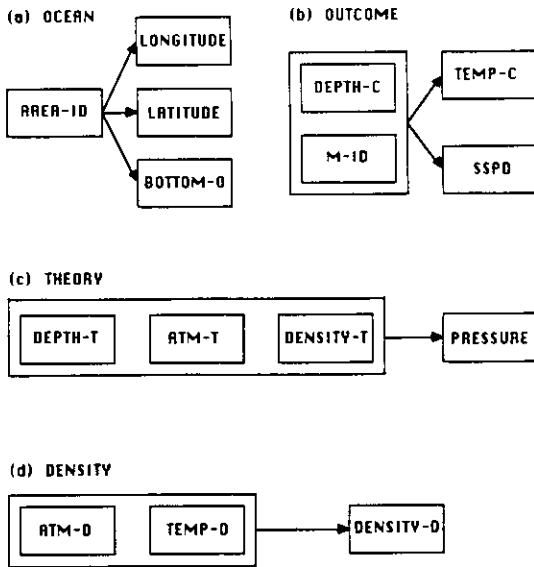 (a) OCEAN
LONGITUDE
AREA-ID
LATITUDE
BOTTOM-O
(b) OUTCOME
DEPTH-C
M-ID
TEMP-C
SSPD
(c) THEORY
DEPTH-T
ATM-T
DENSITY-T
PRESSURE
(d) DENSITY
ATM-D
TEMP-D
DENSITY-D